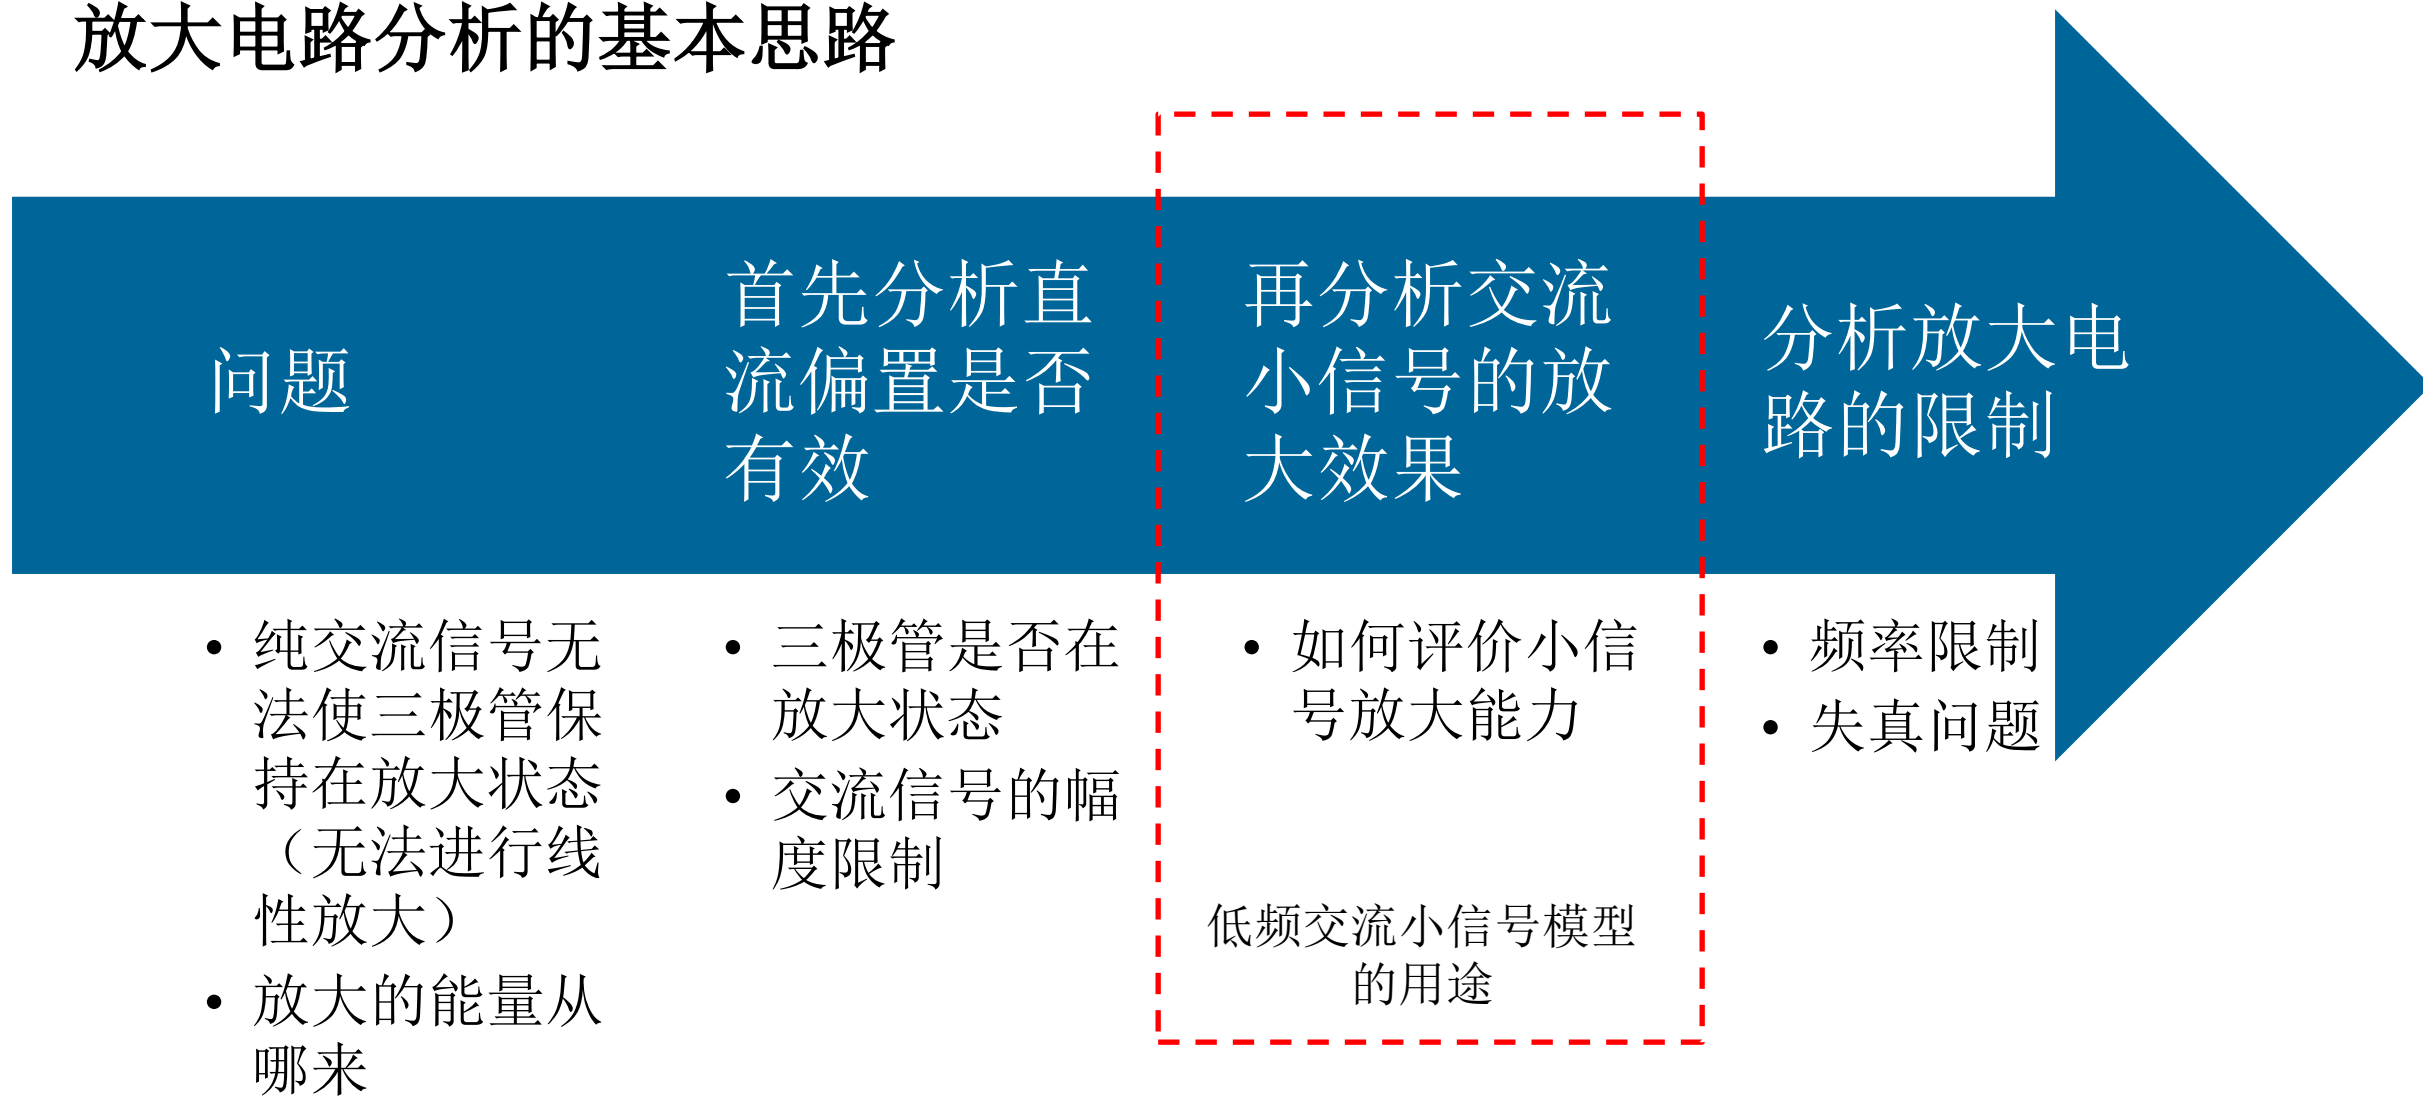 放大电路分析的基本思路
问题
首先分析直
流偏置是否
有效
再分析交流
小信号的放
大效果
分析放大电
路的限制
• 纯交流信号无
法使三极管保
持在放大状态
（无法进行线
性放大）
• 放大的能量从
哪来
• 三极管是否在
放大状态
• 交流信号的幅
度限制
• 如何评价小信
号放大能力
低频交流小信号模型
的用途
• 频率限制
• 失真问题